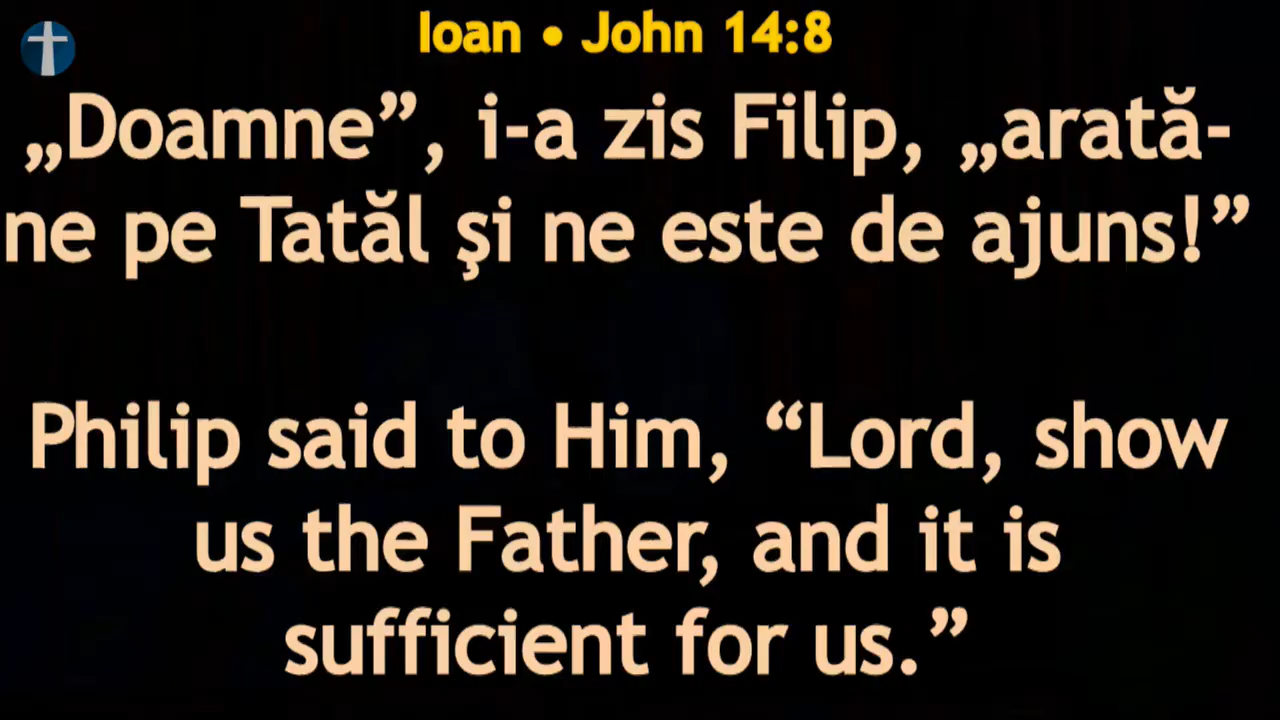 Ioan • John 14:8
„Doamne”, i-a zis Filip, „arată-
ne pe Tatăl şi ne este de ajuns!”
Philip said to Him, “Lord, show
us the Father, and it is
sufficient for us.”